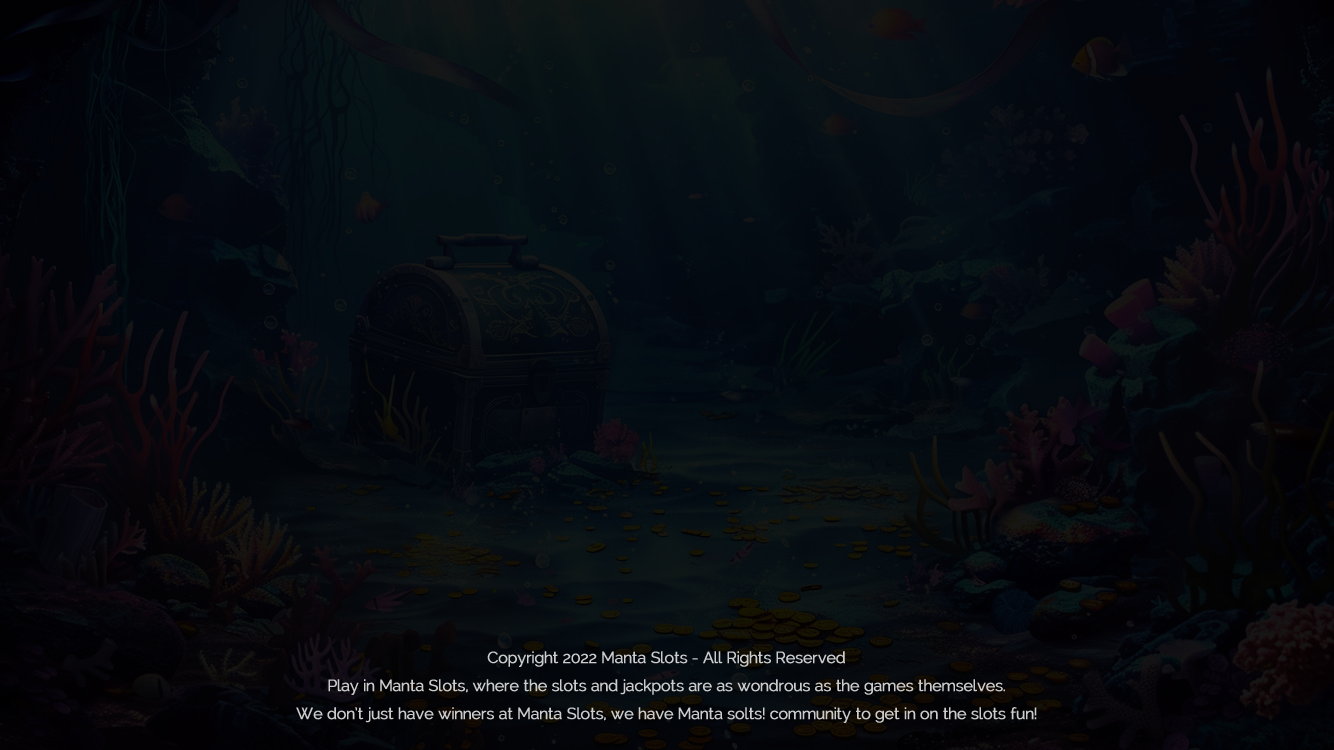 Copyright 2022 Manta Slots - All Rights Reserved
Play in Manta Slots, where the slots and jackpots are as wondrous as the games themselves.
We don't just have winners at Manta Slots, we have Manta solts! community to get in on the slots fun!